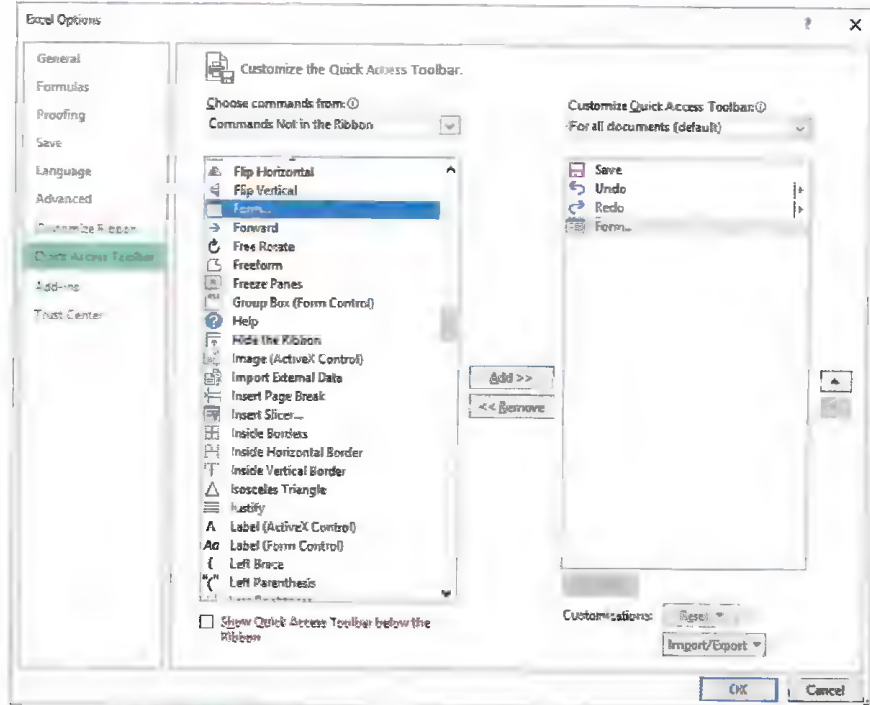 Excel Options
General
Formulas
Proofing
Save
Language
Advanced
Customize Ribbon
Quick Access Toolbar
Add-ins
Trust Center
Customize the Quick Access Toolbar.
Choose commands from:
Commands Not in the Ribbon
Flip Horizontal
Flip Vertical
Form...
Forward
Free Rotate
Freeform
Freeze Panes
Group Box (Form Control)
Help
Hide the Ribbon
Image (ActiveX Control)
Import External Data
Insert Page Break
Insert Slicer...
Inside Borders
Inside Horizontal Border
Inside Vertical Border
Isosceles Triangle
Justify
A Label (ActiveX Control)
Aa Label (Form Control)
{ Left Brace
"(" Left Parenthesis
Show Quick Access Toolbar below the
Ribbon
Add >>
<< Remove
Customize Quick Access Toolbar:
For all documents (default)
Save
Undo
Redo
Form...
Customizations:
Reset
Import/Export
OK
Cancel